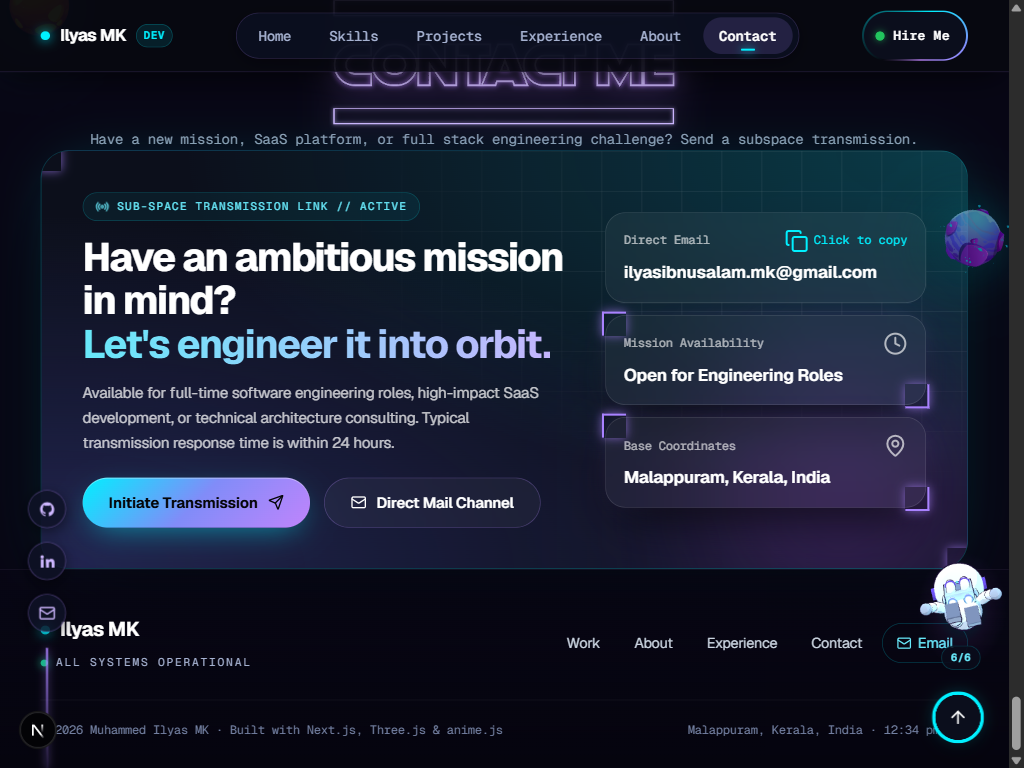 Ilyas MK DEV
Home Skills Projects Experience About Contact
Hire Me
CONTACT ME
Have a new mission, SaaS platform, or full stack engineering challenge? Send a subspace transmission.
SUB-SPACE TRANSMISSION LINK // ACTIVE
Have an ambitious mission
in mind?
Let's engineer it into orbit.
Available for full-time software engineering roles, high-impact SaaS
development, or technical architecture consulting. Typical
transmission response time is within 24 hours.
Initiate Transmission
Direct Mail Channel
Direct Email
Click to copy
ilyasibnusalam.mk@gmail.com
Mission Availability
Open for Engineering Roles
Base Coordinates
Malappuram, Kerala, India
in
Ilyas MK
ALL SYSTEMS OPERATIONAL
Work About Experience Contact Email
6/6
N
2026 Muhammed Ilyas MK · Built with Next.js, Three.js & anime.js
Malappuram, Kerala, India · 12:34